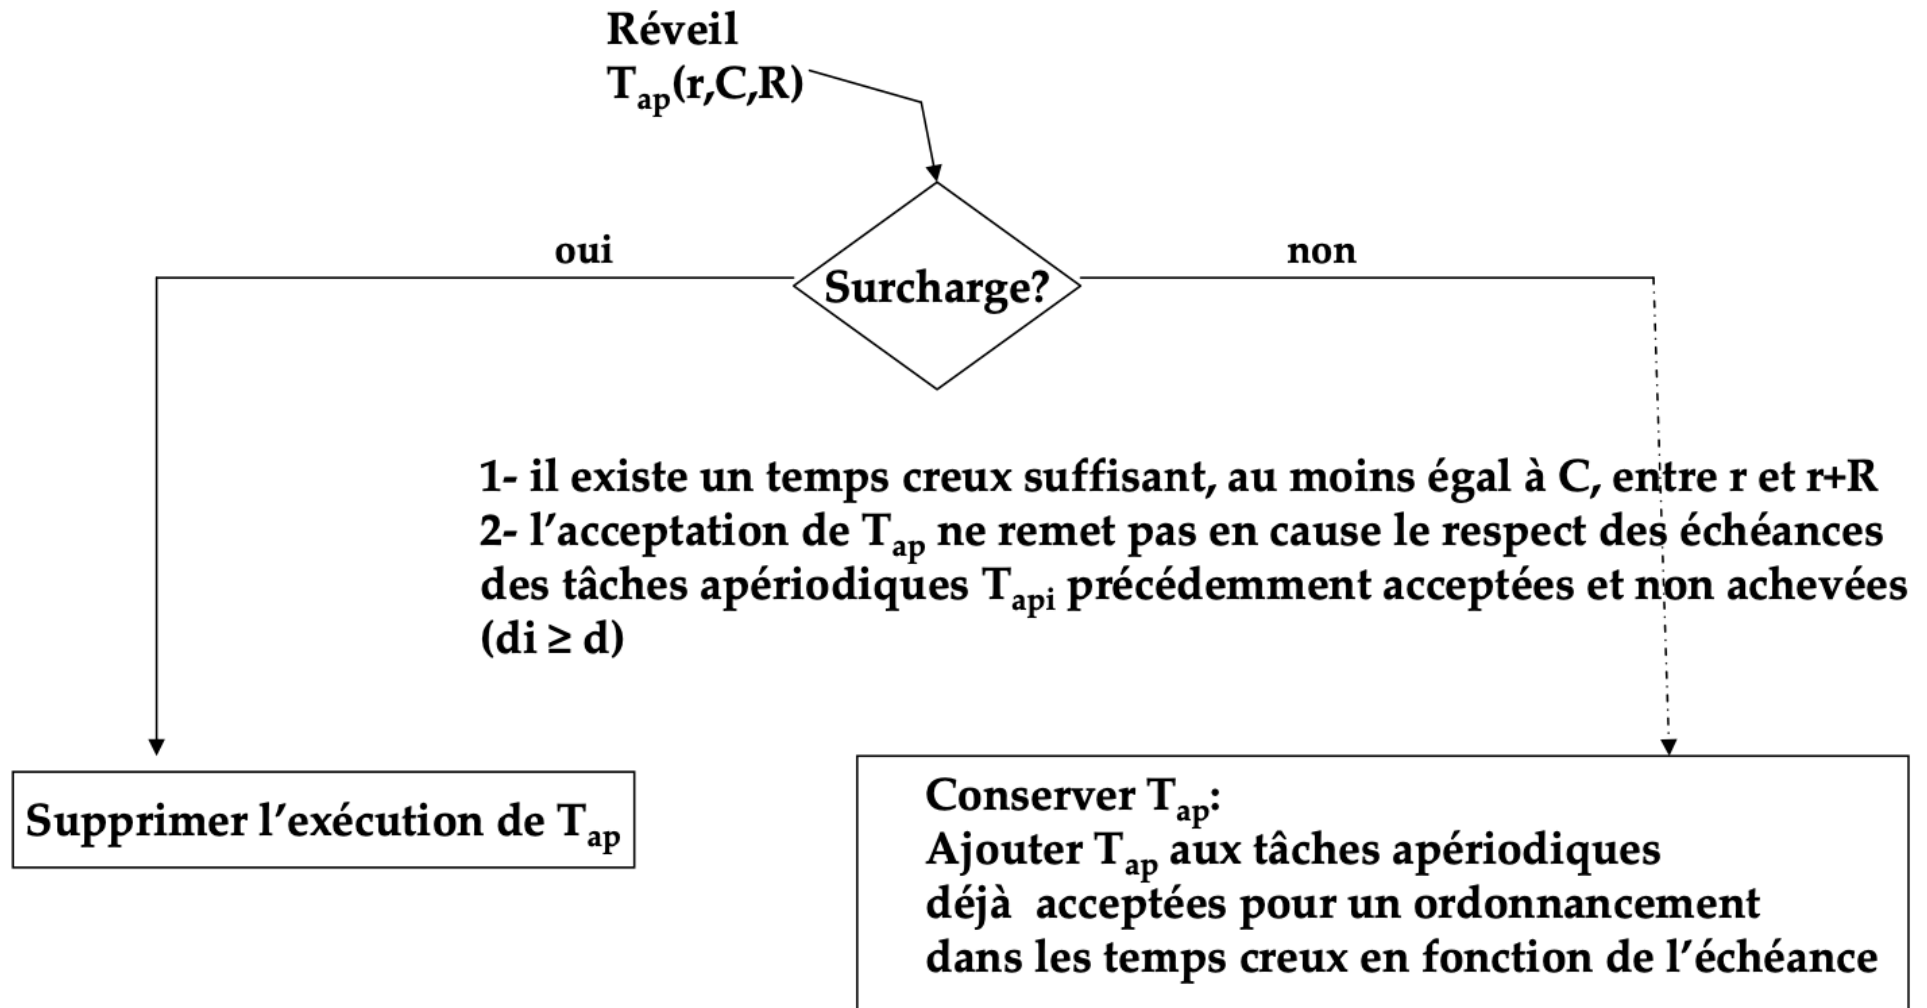 Réveil
Tap(r,C,R)
oui
non
Surcharge?
1- il existe un temps creux suffisant, au moins égal à C, entre r et r+R
2- l’acceptation de Tap ne remet pas en cause le respect des échéances
des tâches apériodiques Tapi précédemment acceptées et non achevées
(di ≥ d)
Supprimer l’exécution de Tap
Conserver Tap:
Ajouter Tap aux tâches apériodiques
déjà acceptées pour un ordonnancement
dans les temps creux en fonction de l’échéance